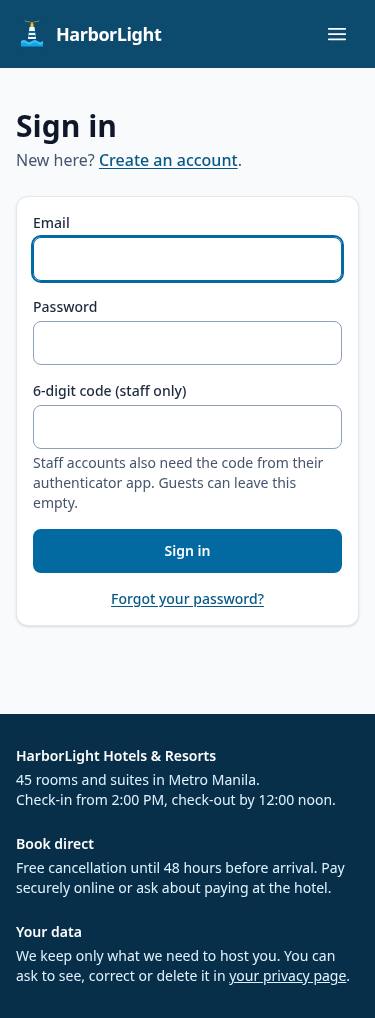 HarborLight
Sign in
New here? Create an account.
Email
Password
6-digit code (staff only)
Staff accounts also need the code from their
authenticator app. Guests can leave this
empty.
Sign in
Forgot your password?
HarborLight Hotels & Resorts
45 rooms and suites in Metro Manila.
Check-in from 2:00 PM, check-out by 12:00 noon.
Book direct
Free cancellation until 48 hours before arrival. Pay
securely online or ask about paying at the hotel.
Your data
We keep only what we need to host you. You can
ask to see, correct or delete it in your privacy page.